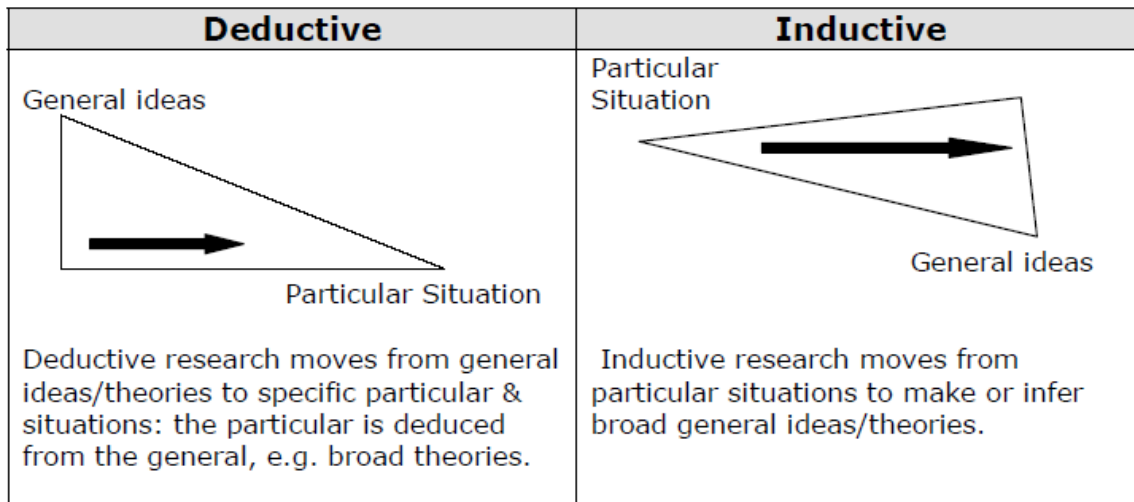 Deductive
Inductive
General ideas
Particular Situation
Deductive research moves from general
ideas/theories to specific particular &
situations: the particular is deduced
from the general, e.g. broad theories.
Particular
Situation
General ideas
Inductive research moves from
particular situations to make or infer
broad general ideas/theories.